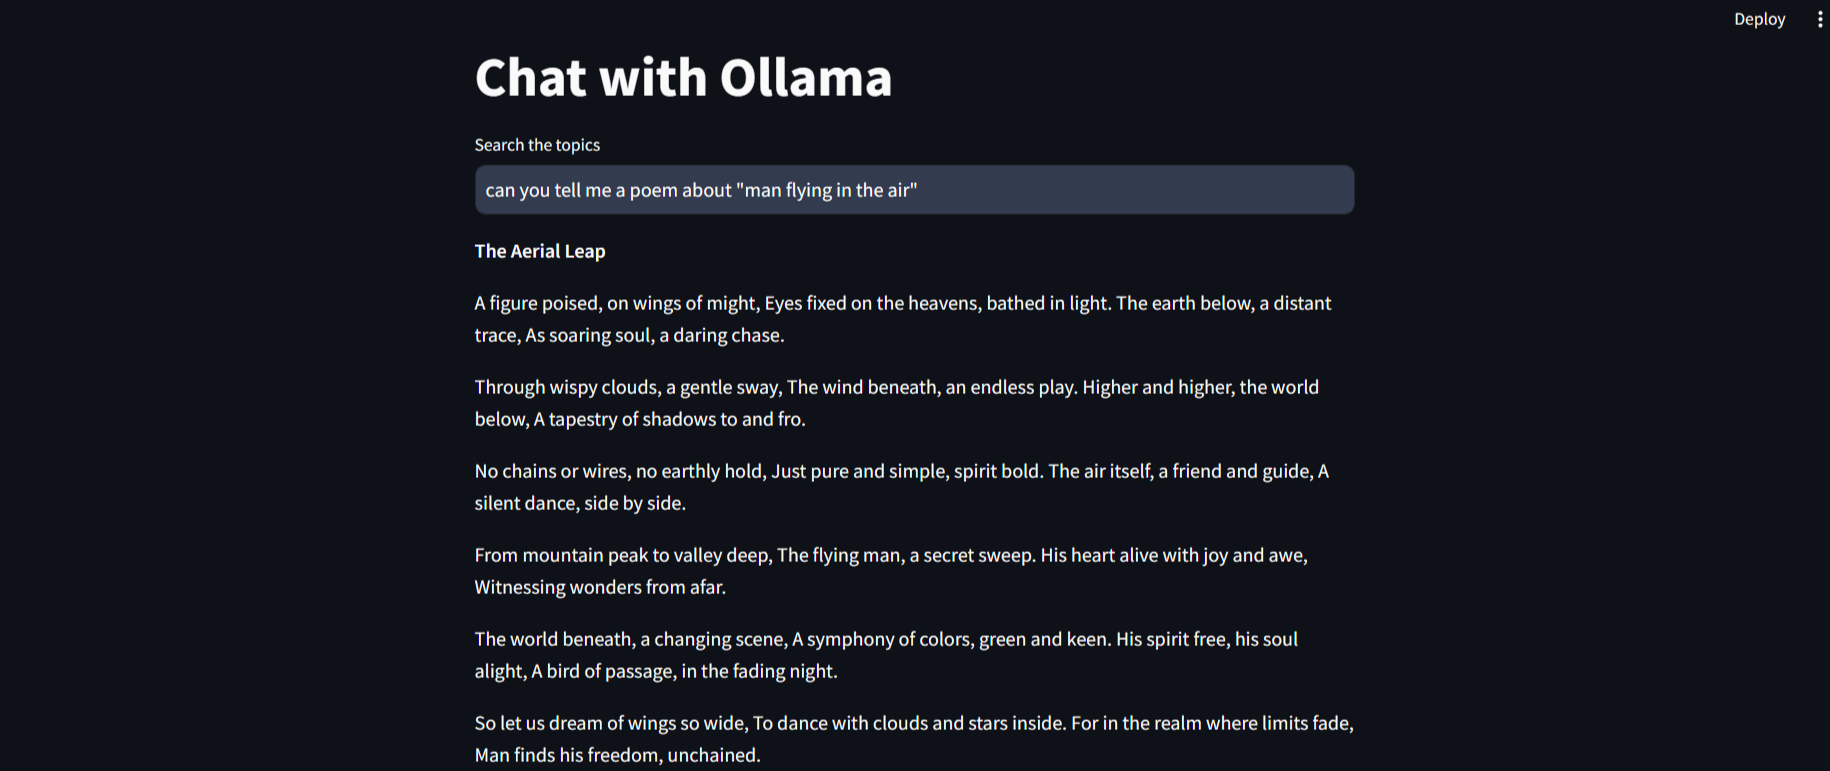 Deploy
Chat with Ollama
Search the topics
can you tell me a poem about "man flying in the air"
The Aerial Leap
A figure poised, on wings of might, Eyes fixed on the heavens, bathed in light. The earth below, a distant
trace, As soaring soul, a daring chase.
Through wispy clouds, a gentle sway, The wind beneath, an endless play. Higher and higher, the world
below, A tapestry of shadows to and fro.
No chains or wires, no earthly hold, Just pure and simple, spirit bold. The air itself, a friend and guide, A
silent dance, side by side.
From mountain peak to valley deep, The flying man, a secret sweep. His heart alive with joy and awe,
Witnessing wonders from afar.
The world beneath, a changing scene, A symphony of colors, green and keen. His spirit free, his soul
alight, A bird of passage, in the fading night.
So let us dream of wings so wide, To dance with clouds and stars inside. For in the realm where limits fade,
Man finds his freedom, unchained.